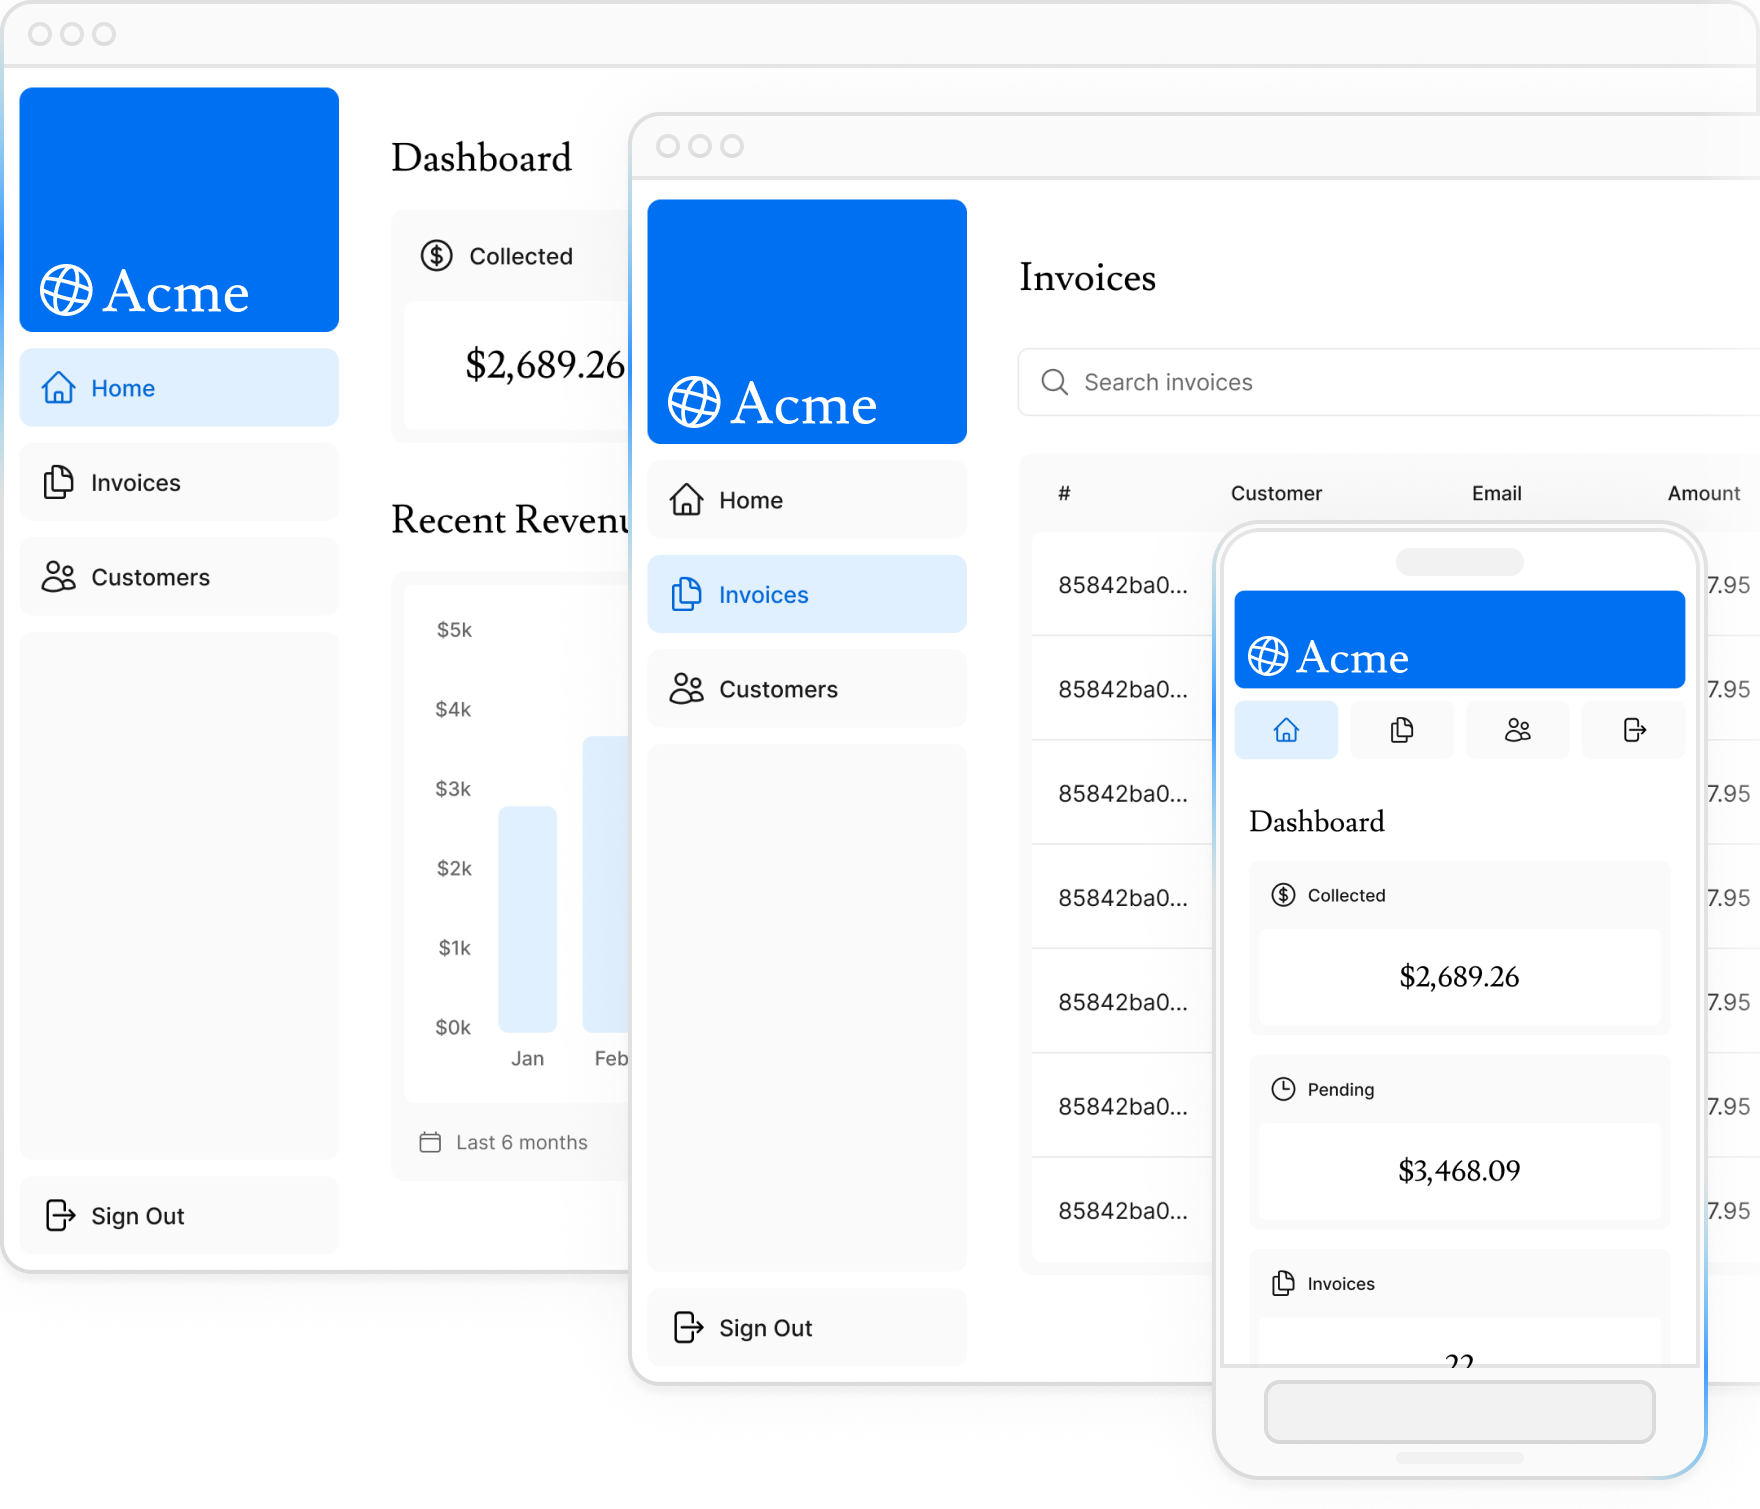 Acme
Home
Invoices
Customers
Sign Out
Dashboard
Collected
$2,689.26
Recent Revenu
$5k
$4k
$3k
$2k
$1k
$0k
Jan Feb
Last 6 months
Acme
Home
Invoices
Customers
Sign Out
Invoices
Search invoices
# Customer Email Amount
85842ba0... 7.95
85842ba0... 7.95
85842ba0... 7.95
85842ba0... 7.95
85842ba0... 7.95
85842ba0... 7.95
85842ba0... 7.95
Acme
Dashboard
Collected
$2,689.26
Pending
$3,468.09
Invoices
22